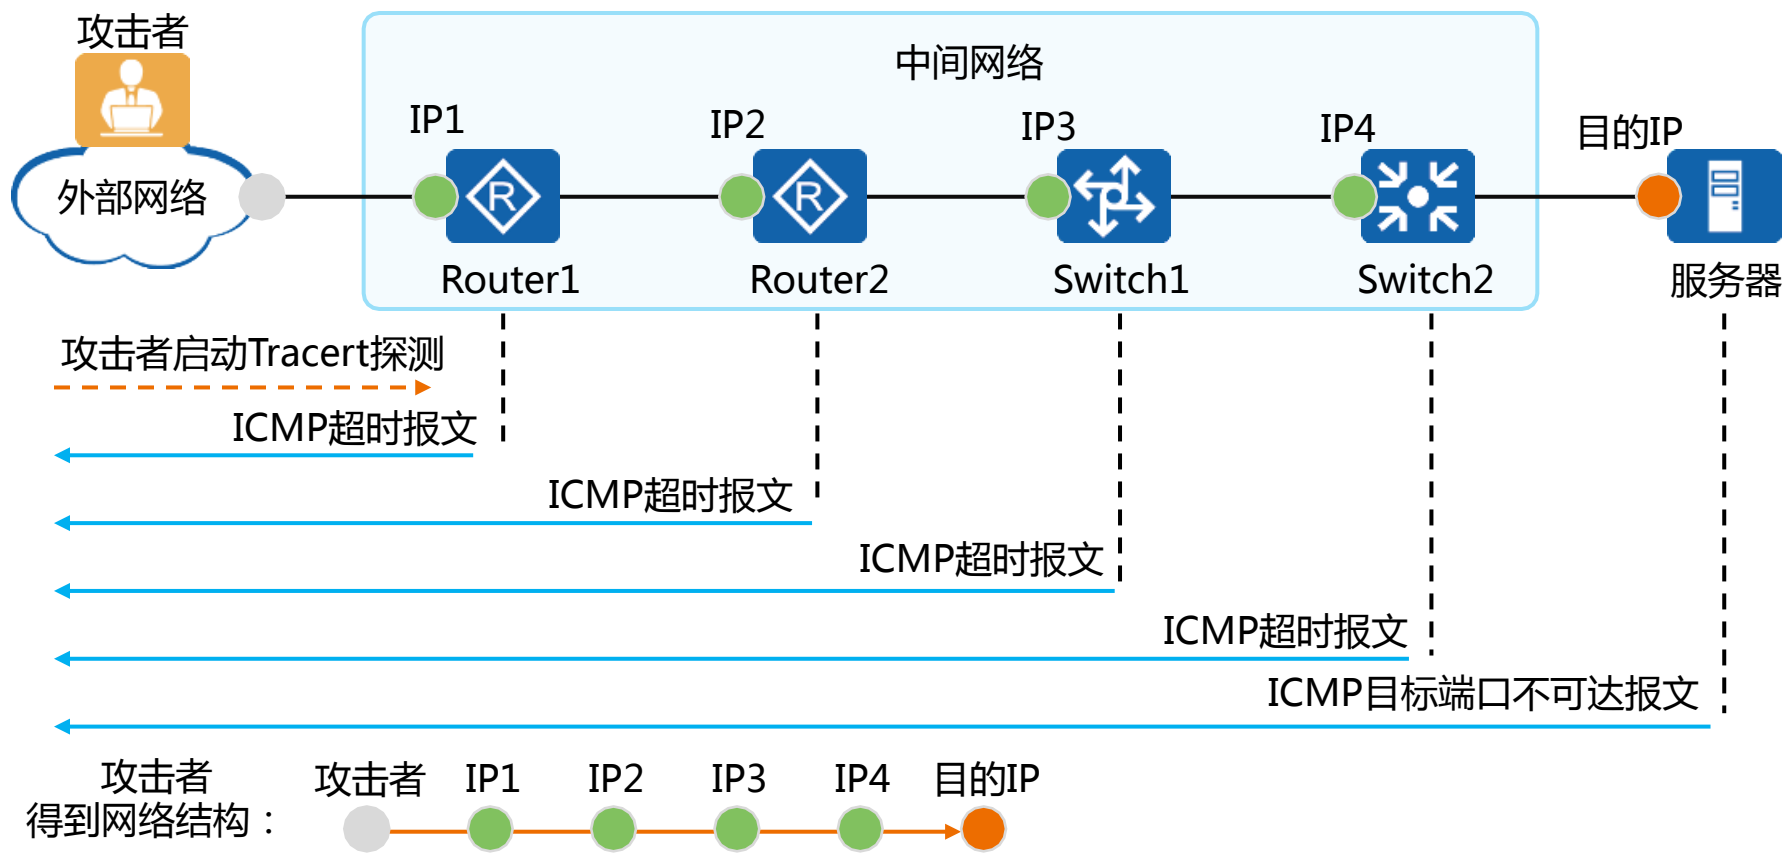 攻击者
中间网络
IP1
IP2
IP3
IP4
目的IP
外部网络
R
R
Router1
Router2
Switch1
Switch2
服务器
攻击者启动Tracert探测
ICMP超时报文
ICMP超时报文
ICMP超时报文
ICMP超时报文
ICMP目标端口不可达报文
攻击者
得到网络结构：
攻击者
IP1
IP2
IP3
IP4
目的IP